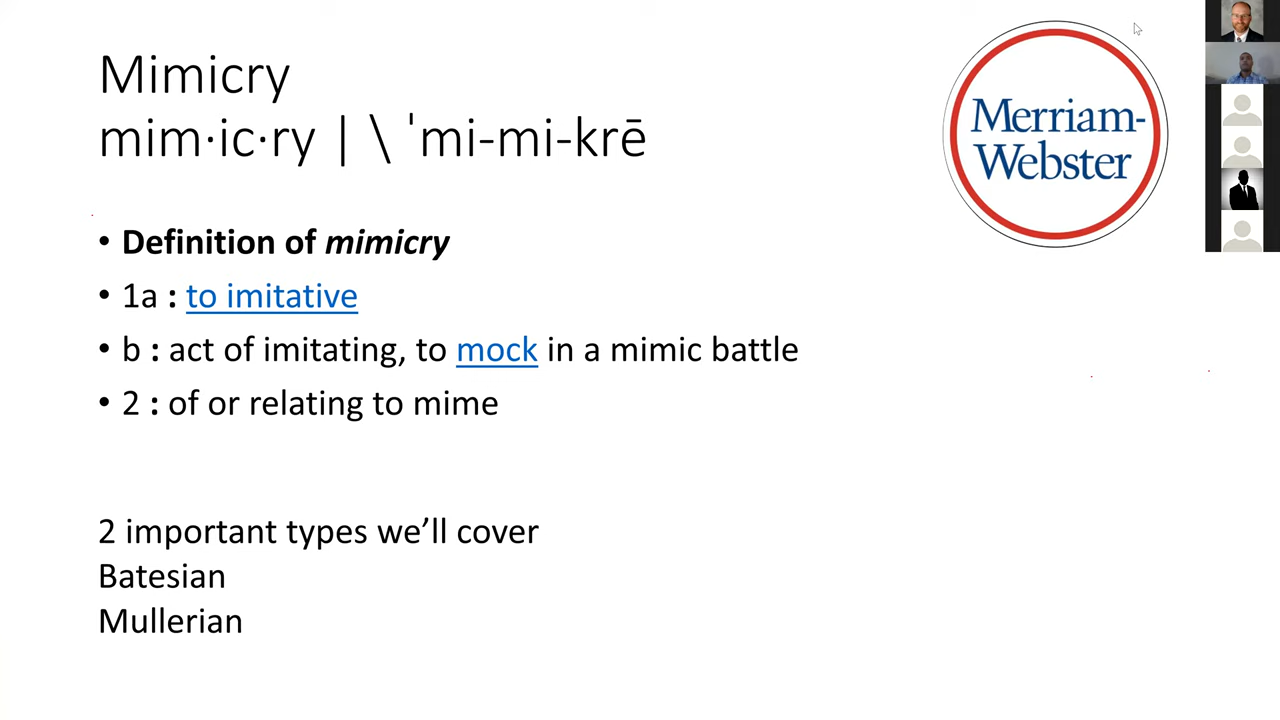 Mimicry
mim·ic·ry | \ ˈmi-mi-krē
Merriam-
Webster
• Definition of mimicry
• 1a : to imitative
• b : act of imitating, to mock in a mimic battle
• 2 : of or relating to mime
2 important types we’ll cover
Batesian
Mullerian